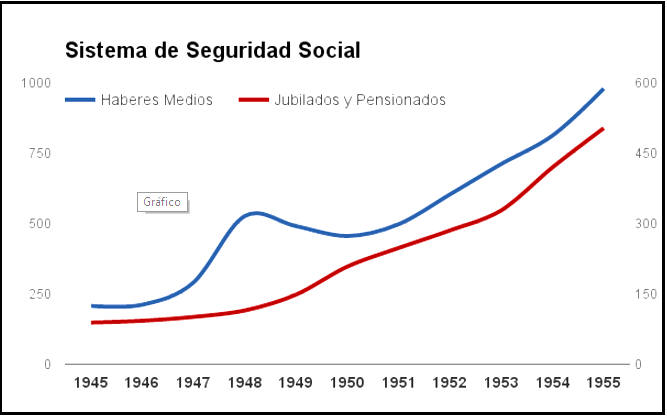 Sistema de Seguridad Social
1000
600
Haberes Medios
Jubilados y Pensionados
750
450
Gráfico
500
300
250
150
0
0
1945 1946 1947 1948 1949 1950 1951 1952 1953 1954 1955